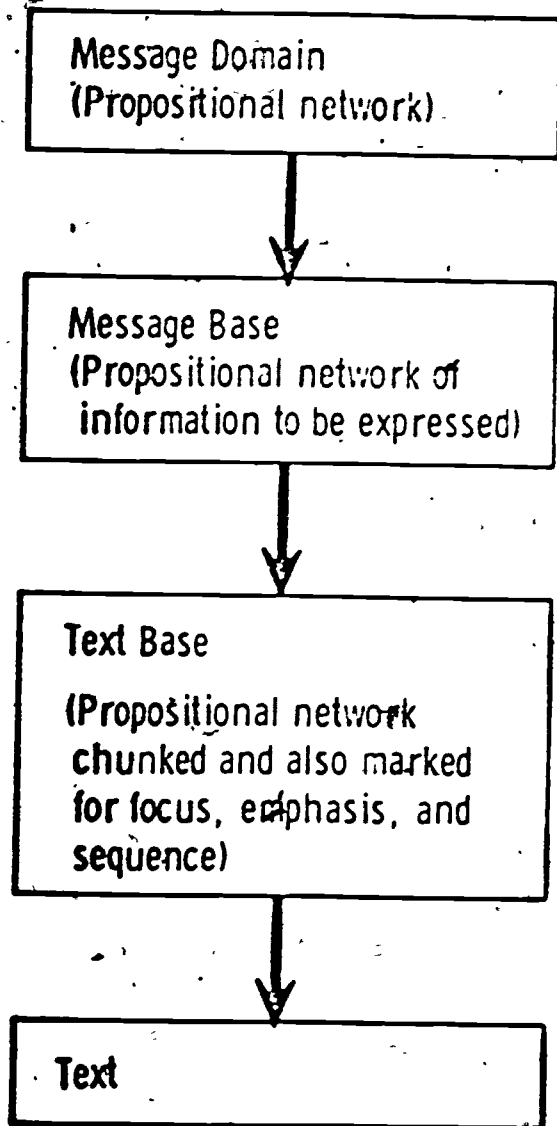 Message Domain
(Propositional network)
Message Base
(Propositional network of
information to be expressed)
Text Base
(Propositional network
chunked and also marked
for focus, emphasis, and
sequence)
Text